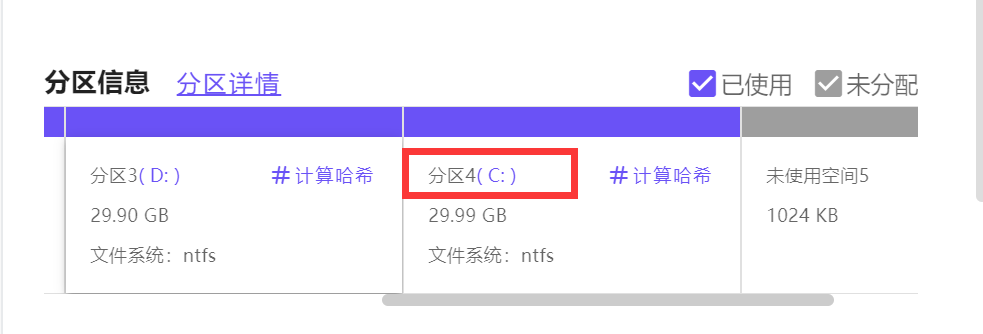 分区信息 分区详情 已使用 未分配
分区3( D: ) #计算哈希 分区4( C: ) #计算哈希 未使用空间5
29.90 GB 29.99 GB 1024 KB
文件系统：ntfs 文件系统：ntfs